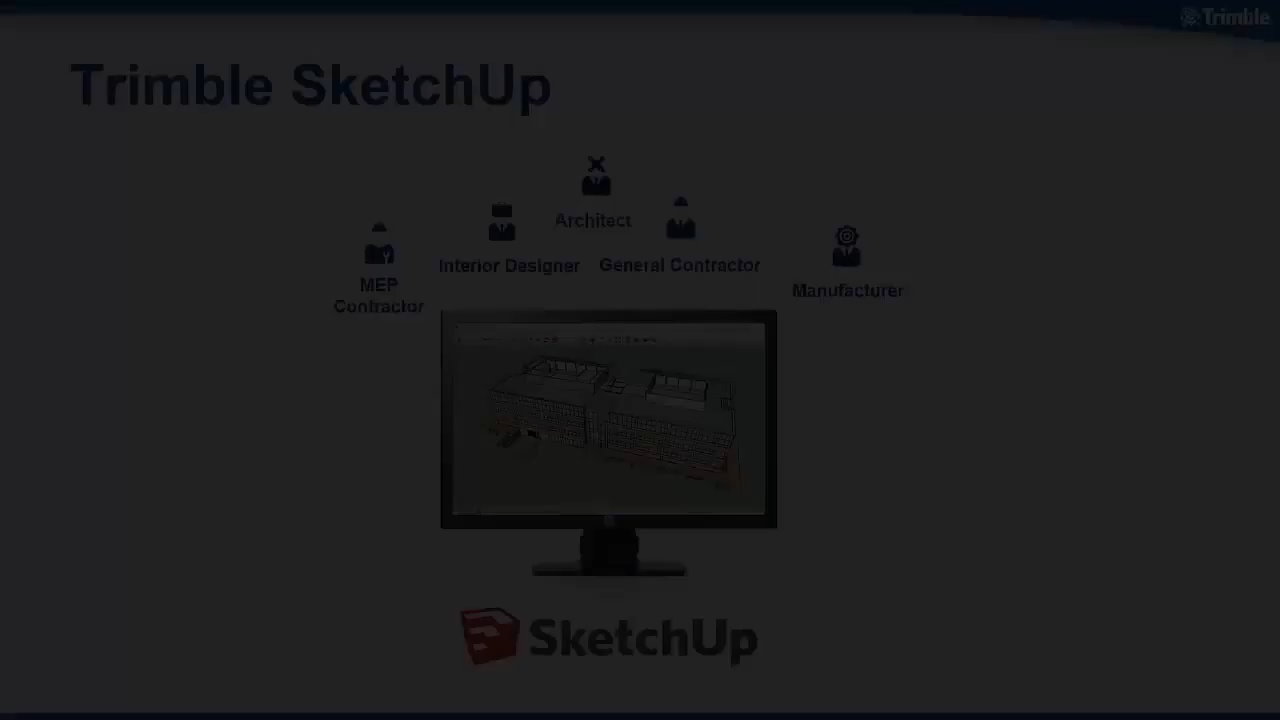 Trimble
Trimble SketchUp
Architect
Interior Designer
General Contractor
MEP
Contractor
Manufacturer
SketchUp